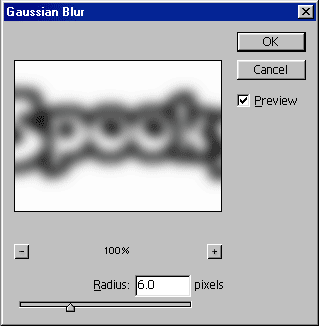 Gaussian Blur
OK
Cancel
Preview
Spook
100%
Radius: 6.0 pixels